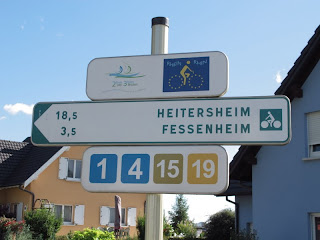 18,5 HEITERSHEIM
3,5 FESSENHEIM
1 4 15 19